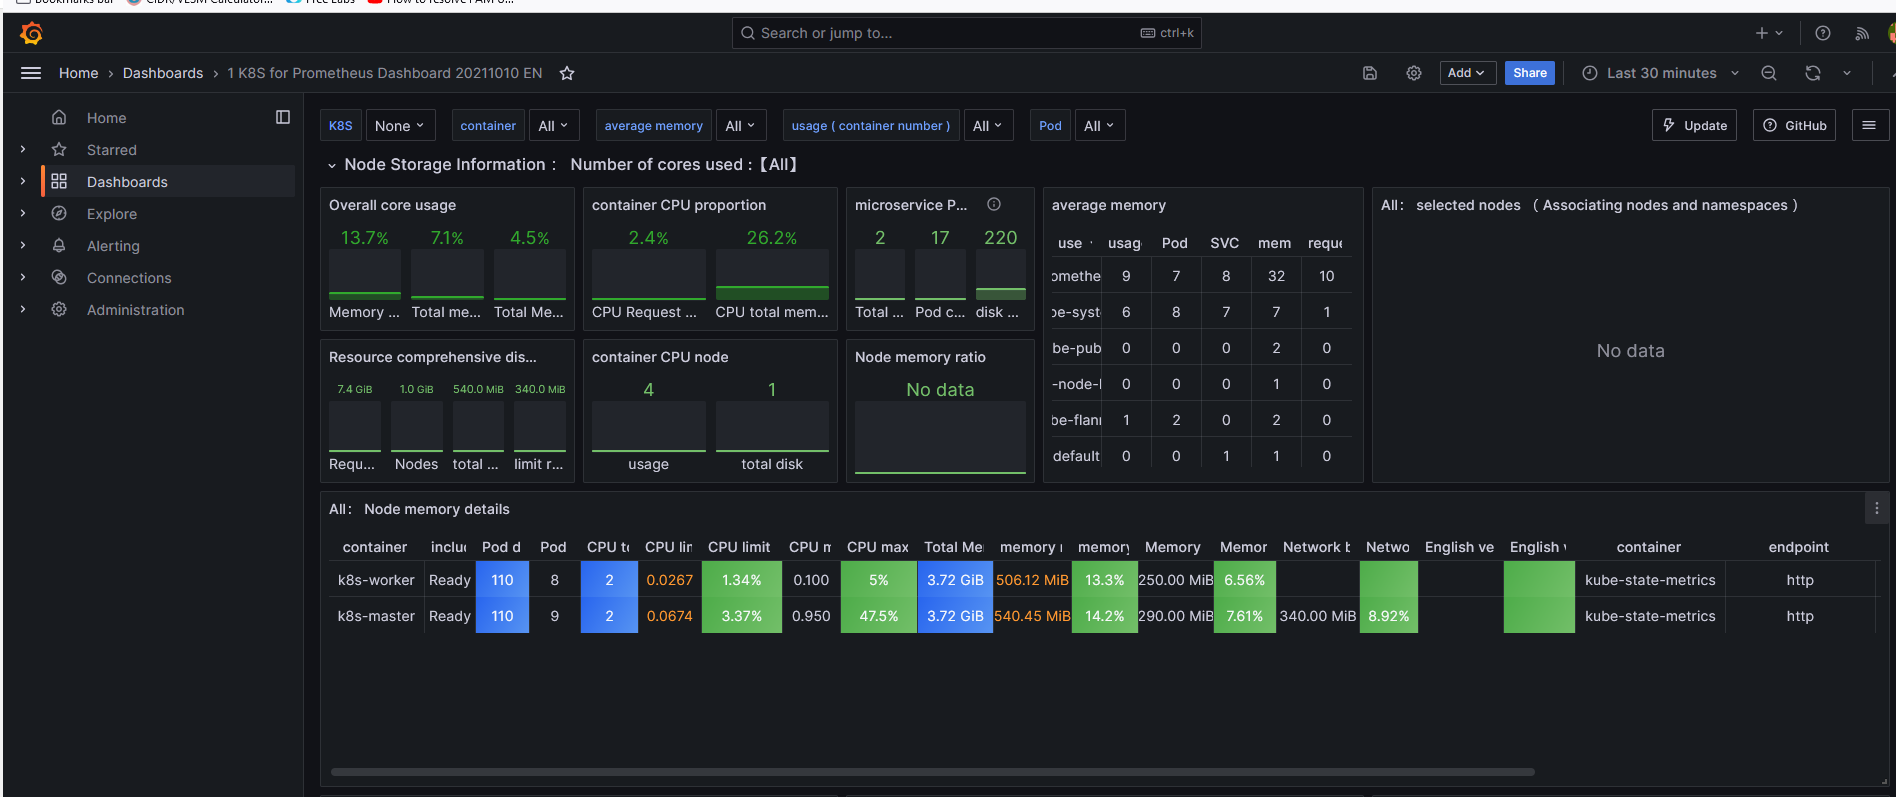 Bookmarks bar
Free Labs
Search or jump to...
ctrl+k
Home › Dashboards › 1 K8S for Prometheus Dashboard 20211010 EN
Add
Share
Last 30 minutes
Home
Starred
Dashboards
Explore
Alerting
Connections
Administration
K8S None container All average memory All usage ( container number ) All Pod All
Update
GitHub
Node Storage Information : Number of cores used :【All】
Overall core usage
13.7% 7.1% 4.5%
Memory ... Total me... Total Me...
container CPU proportion
2.4% 26.2%
CPU Request ... CPU total mem...
microservice P...
2 17 220
Total ... Pod c... disk ...
Resource comprehensive dis...
7.4 GiB 1.0 GiB 540.0 MiB 340.0 MiB
Requ... Nodes total ... limit r...
container CPU node
4 1
usage total disk
Node memory ratio
No data
average memory
use usag Pod SVC mem reque
omethe 9 7 8 32 10
be-syst 6 8 7 7 1
be-pub 0 0 0 2 0
-node-l 0 0 0 1 0
be-flann 1 2 0 2 0
default 0 0 1 1 0
All: selected nodes ( Associating nodes and namespaces )
No data
All: Node memory details
container includ Pod d Pod CPU to CPU lin CPU limit CPU m CPU max Total Me memory r memory Memory Memor Network b Netwo English ve English v container endpoint
k8s-worker Ready 110 8 2 0.0267 1.34% 0.100 5% 3.72 GiB 506.12 MiB 13.3% 250.00 MiB 6.56% kube-state-metrics http
k8s-master Ready 110 9 2 0.0674 3.37% 0.950 47.5% 3.72 GiB 540.45 MiB 14.2% 290.00 MiB 7.61% 340.00 MiB 8.92% kube-state-metrics http